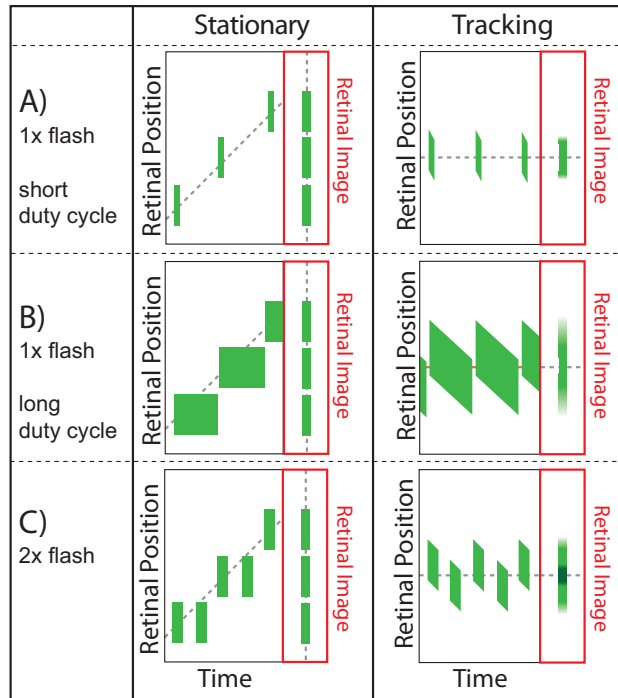 Stationary
Tracking
A)
1x flash
short
duty cycle
Retinal Position
Retinal Image
Retinal Position
Retinal Image
B)
1x flash
long
duty cycle
Retinal Position
Retinal Image
Retinal Position
Retinal Image
C)
2x flash
Retinal Position
Retinal Image
Retinal Position
Retinal Image
Time
Time